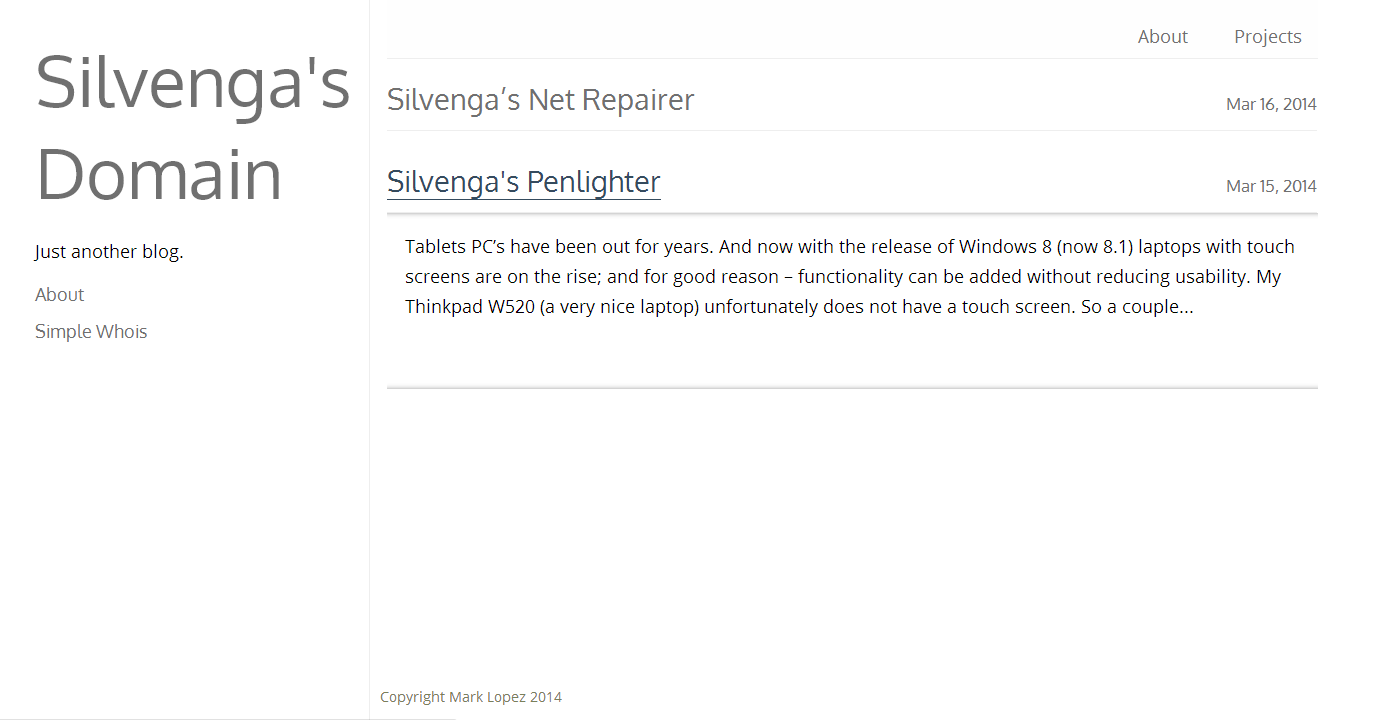 Silvenga's
Domain
Just another blog.
About
Simple Whois
About Projects
Silvenga’s Net Repairer Mar 16, 2014
Silvenga's Penlighter Mar 15, 2014
Tablets PC’s have been out for years. And now with the release of Windows 8 (now 8.1) laptops with touch
screens are on the rise; and for good reason – functionality can be added without reducing usability. My
Thinkpad W520 (a very nice laptop) unfortunately does not have a touch screen. So a couple...
Copyright Mark Lopez 2014